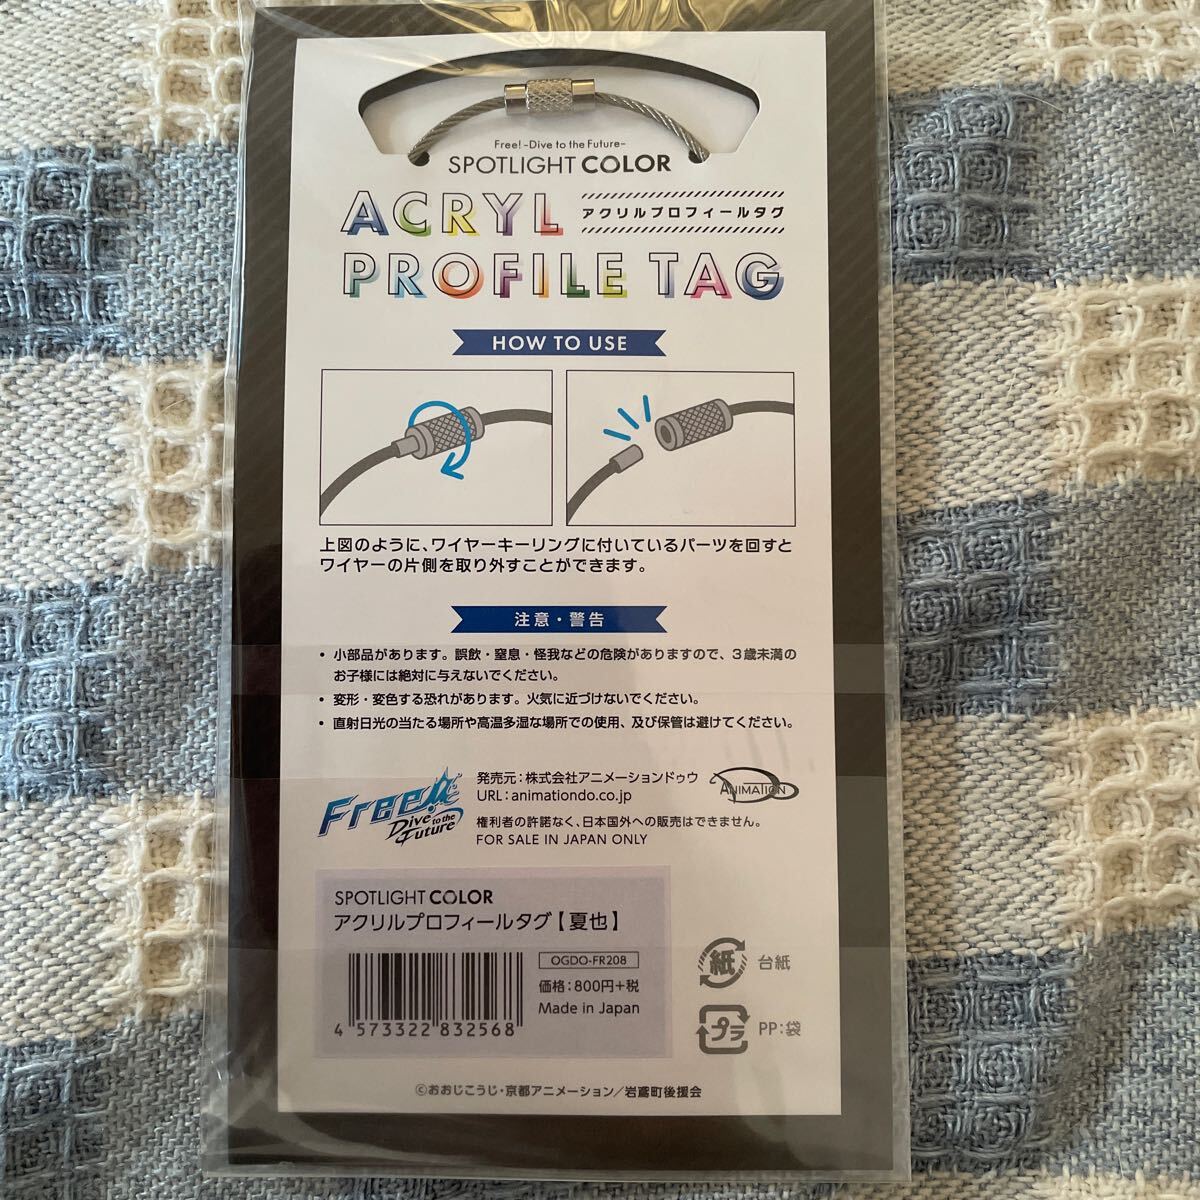 Free! -Dive to the Future-
SPOTLIGHT COLOR
ACRYL
アクリルプロフィールタグ
PROFILE TAG
HOW TO USE
上図のように、ワイヤーキーリングに付いているパーツを回すと
ワイヤーの片側を取り外すことができます。
注意・警告
・小部品があります。誤飲・窒息・怪我などの危険がありますので、3歳未満の
お子様には絶対に与えないでください。
・変形・変色する恐れがあります。火気に近づけないでください。
・直射日光の当たる場所や高温多湿な場所での使用、及び保管は避けてください。
Free!
Dive to the
Future
発売元：株式会社アニメーションドゥウ
URL：animationdo.co.jp
ANIMATION
権利者の許諾なく、日本国外への販売はできません。
FOR SALE IN JAPAN ONLY
SPOTLIGHT COLOR
アクリルプロフィールタグ【夏也】
OGDO-FR208
価格：800円+税
Made in Japan
4 573322 832568
紙 台紙
プラ PP：袋
©おおじこうじ・京都アニメーション／岩鳶町後援会